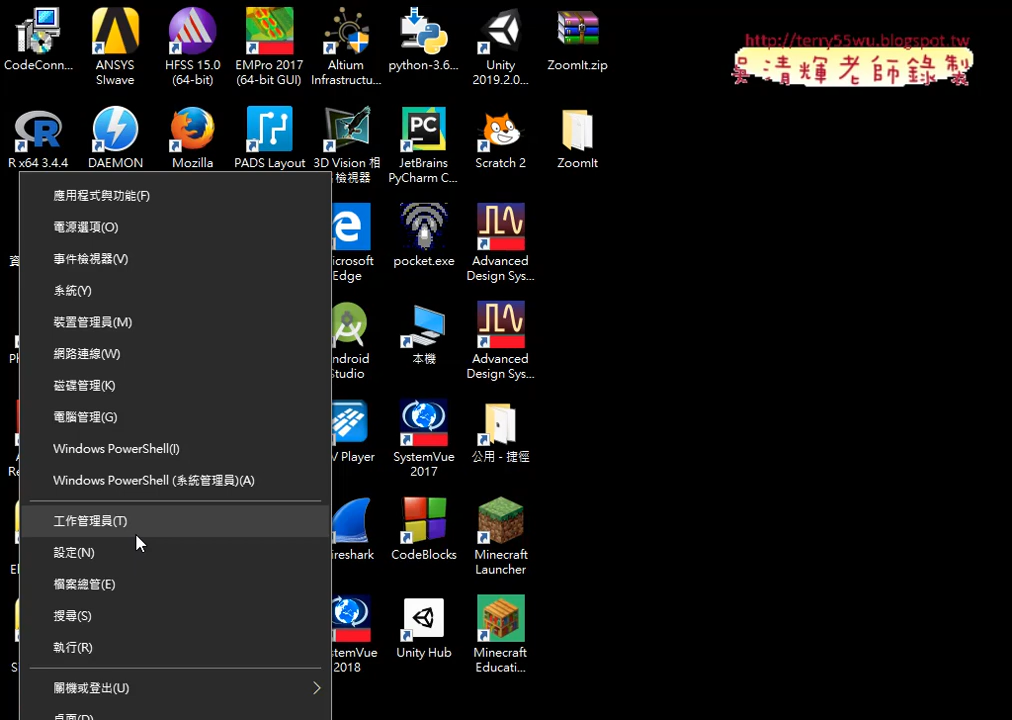 http://terry55wu.blogspot.tw
吳清輝老師錄製
CodeConn...
ANSYS
SIwave
HFSS 15.0
(64-bit)
EMPro 2017
(64-bit GUI)
Altium
Infrastructu...
python-3.6...
Unity
2019.2.0...
ZoomIt.zip
R x64 3.4.4
DAEMON
Mozilla
PADS Layout
3D Vision 相
檢視器
JetBrains
PyCharm C...
Scratch 2
ZoomIt
應用程式與功能(F)
電源選項(O)
事件檢視器(V)
系統(Y)
裝置管理員(M)
網路連線(W)
磁碟管理(K)
電腦管理(G)
Windows PowerShell(I)
Windows PowerShell (系統管理員)(A)
工作管理員(T)
設定(N)
檔案總管(E)
搜尋(S)
執行(R)
關機或登出(U)
桌面(D)
icrosoft
Edge
pocket.exe
Advanced
Design Sys...
ndroid
Studio
本機
Advanced
Design Sys...
V Player
SystemVue
2017
公用 - 捷徑
ireshark
CodeBlocks
Minecraft
Launcher
stemVue
2018
Unity Hub
Minecraft
Educati...